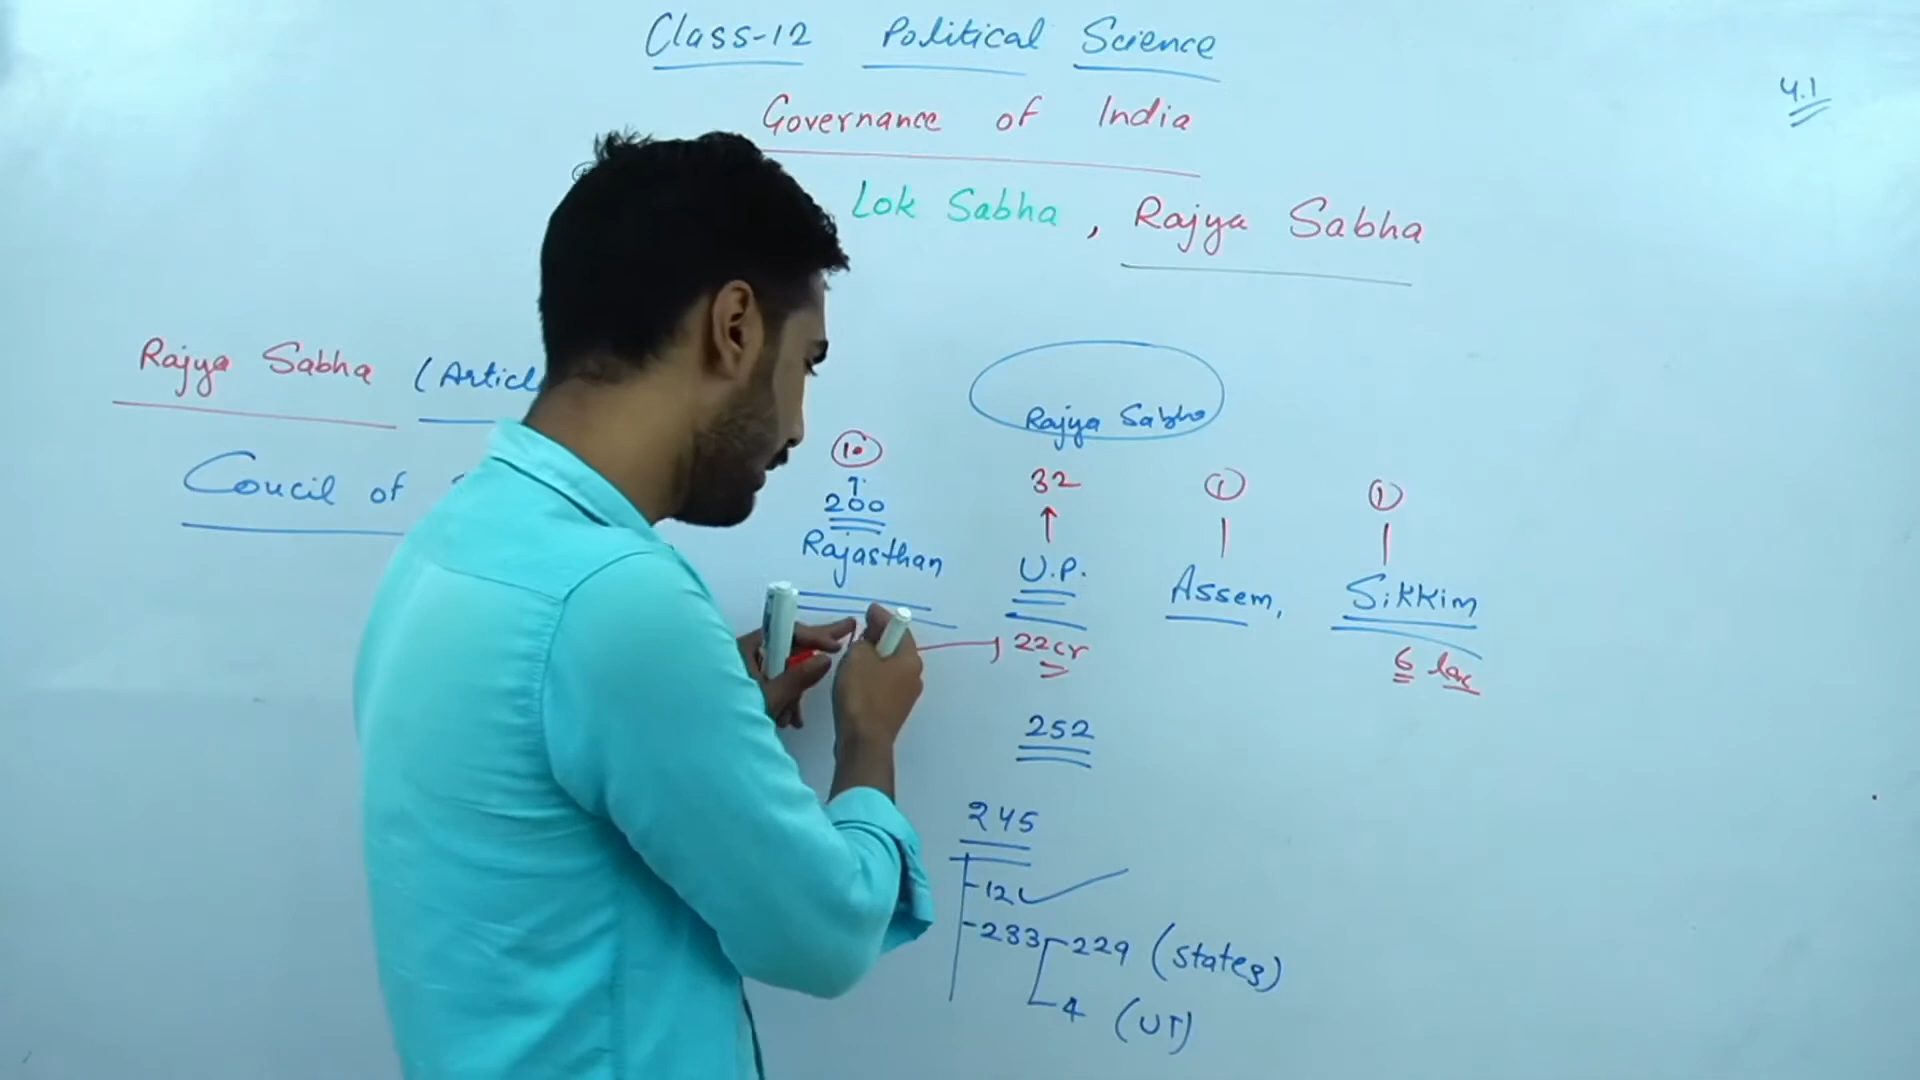 Class-12 Political Science
4.1
Governance of India
Lok Sabha , Rajya Sabha
Rajya Sabha (Articl
Coucil of
Rajya Sabha
10
200
Rajasthan
32
U.P.
22cr
1
Assem,
1
Sikkim
6 lac
252
245
-12
-233
-229 (states)
4 (UT)